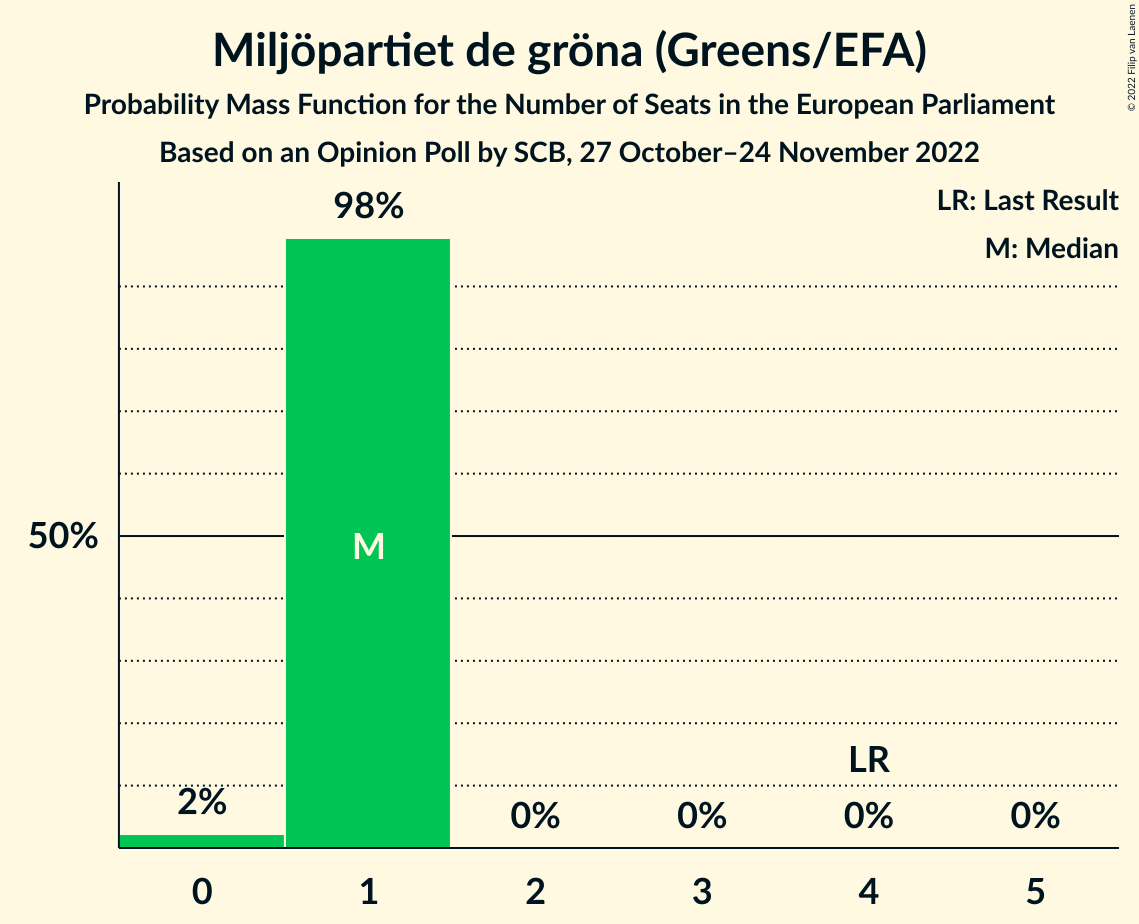 Miljöpartiet de gröna (Greens/EFA)
Probability Mass Function for the Number of Seats in the European Parliament
Based on an Opinion Poll by SCB, 27 October–24 November 2022
© 2022 Filip van Laenen
LR: Last Result
M: Median
98%
50%
M
LR
2%
0%
0%
0%
0%
0
1
2
3
4
5